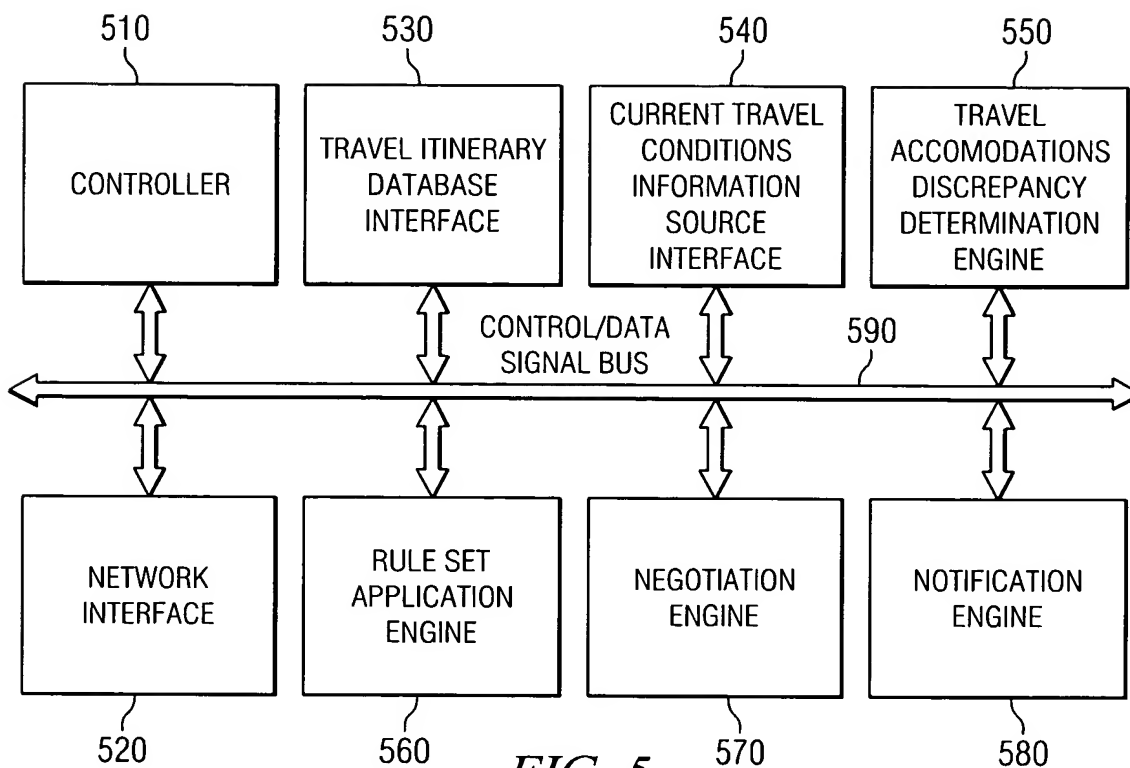 510
530
540
550
CONTROLLER
TRAVEL ITINERARY
DATABASE
INTERFACE
CURRENT TRAVEL
CONDITIONS
INFORMATION
SOURCE
INTERFACE
TRAVEL
ACCOMODATIONS
DISCREPANCY
DETERMINATION
ENGINE
CONTROL/DATA
SIGNAL BUS
590
NETWORK
INTERFACE
RULE SET
APPLICATION
ENGINE
NEGOTIATION
ENGINE
NOTIFICATION
ENGINE
520
560
570
580
FIG. 5